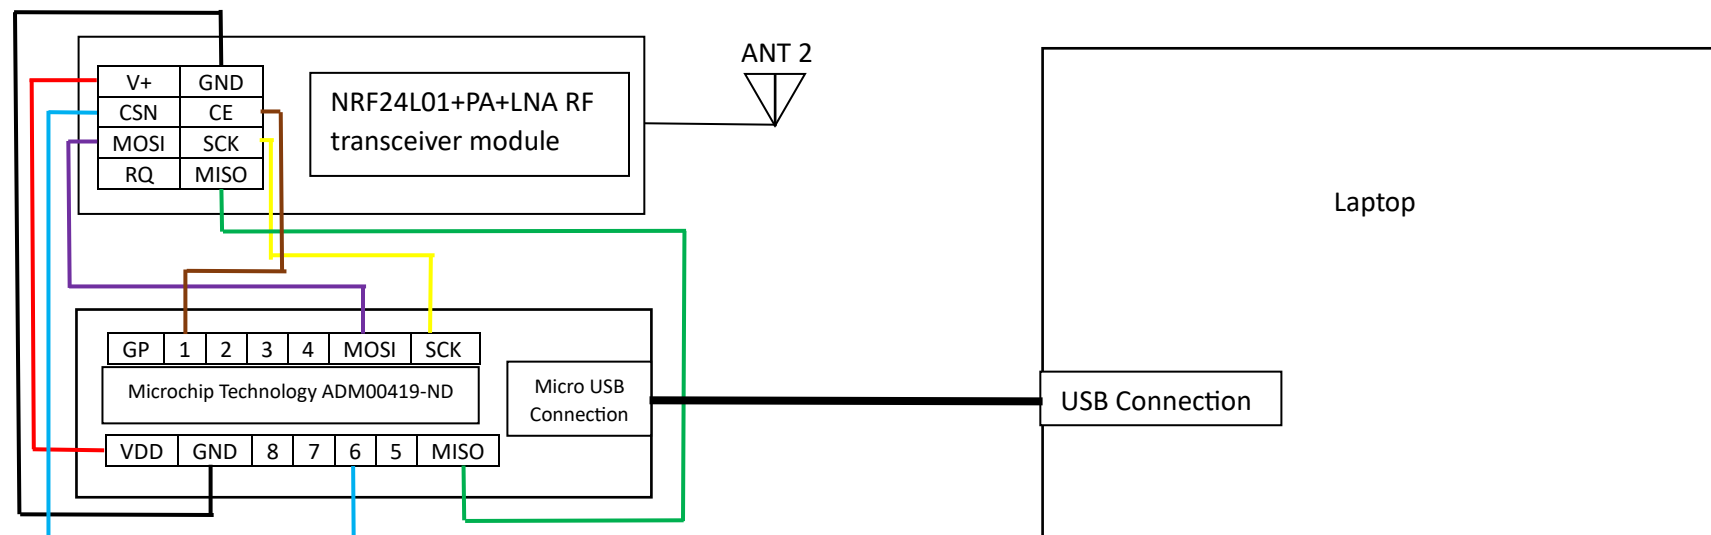 ANT 2
V+ GND
CSN CE
MOSI SCK
RQ MISO
NRF24L01+PA+LNA RF
transceiver module
Laptop
GP 1 2 3 4 MOSI SCK
Microchip Technology ADM00419-ND
Micro USB
Connection
USB Connection
VDD GND 8 7 6 5 MISO